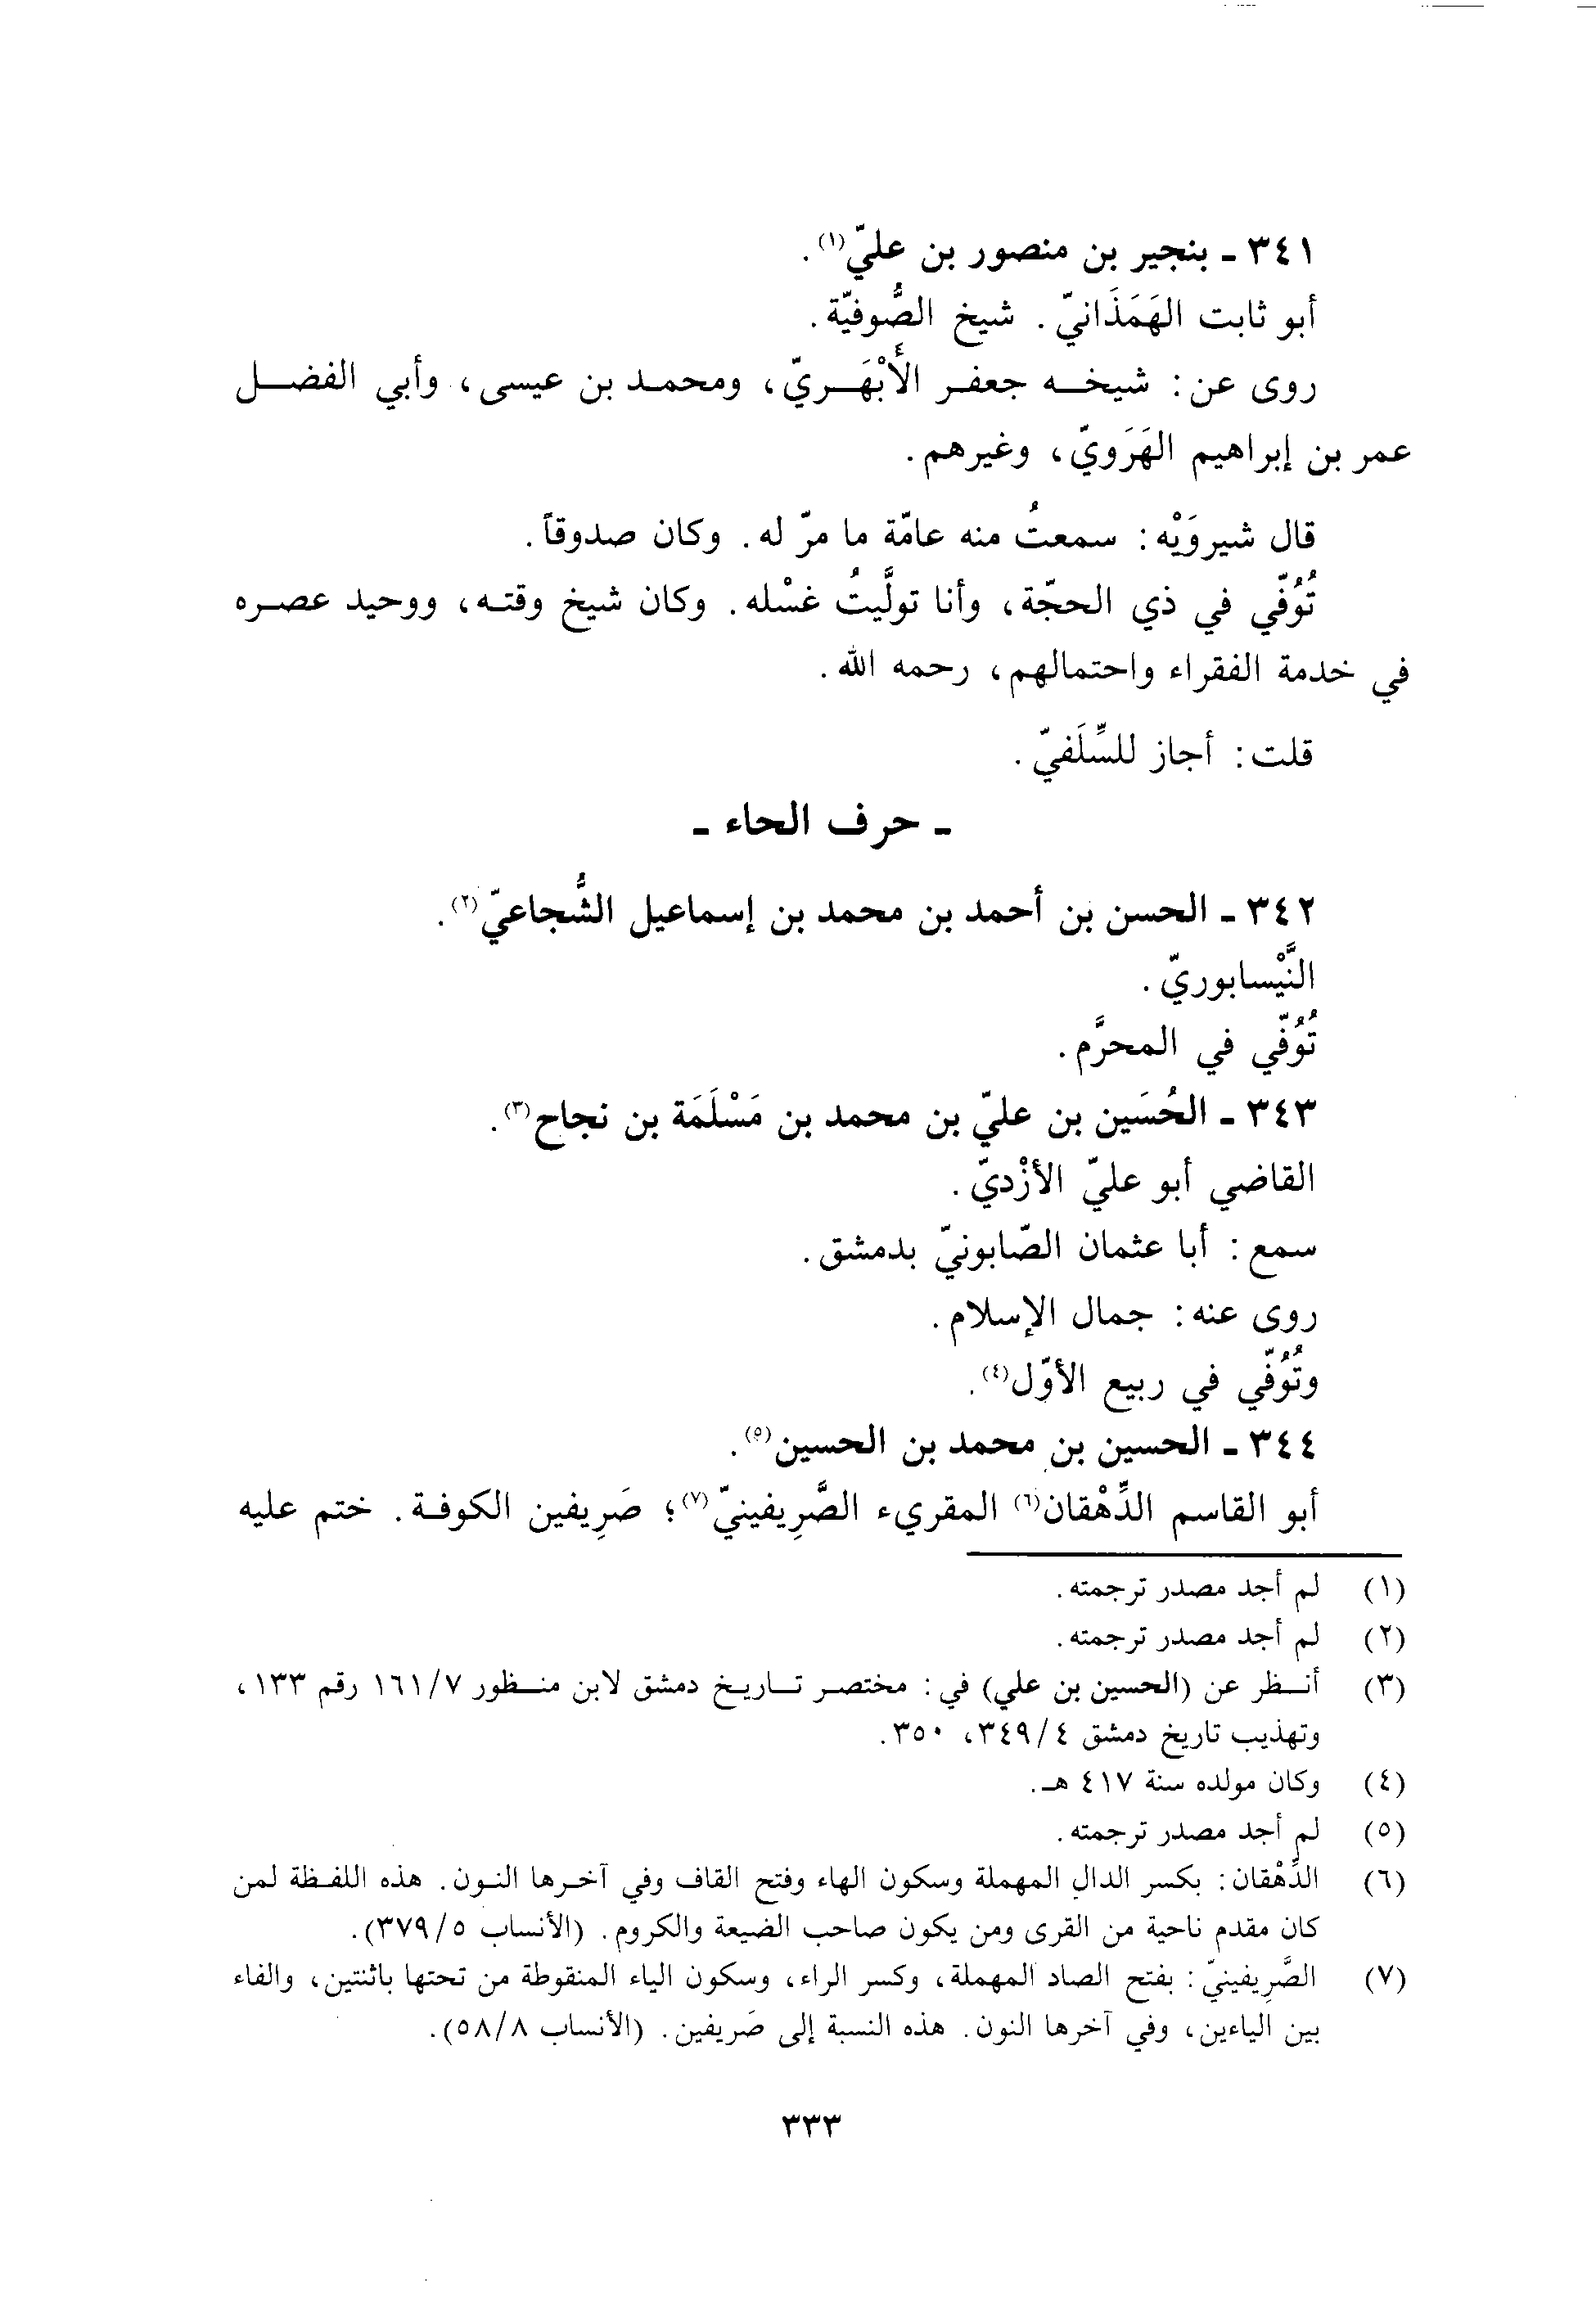 ٣٤١ ـ بنجير بن منصور بن عليّ(١).
أبو ثابت الهَمَذَانيّ. شيخ الصُّوفيّة.
روى عن: شيخه جعفر الأَبْهَريّ، ومحمد بن عيسى، وأبي الفضل
عمر بن إبراهيم الهَرَويّ، وغيرهم.
قال شيروَيْه: سمعتُ منه عامّة ما مرّ له. وكان صدوقاً.
تُوُفّي في ذي الحجّة، وأنا تولَّيتُ غسْله. وكان شيخ وقته، ووحيد عصره
في خدمة الفقراء واحتمالهم، رحمه الله.
قلت: أجاز للسِّلَفيّ.
ـ حرف الحاء ـ
٣٤٢ ـ الحسن بن أحمد بن محمد بن إسماعيل الشُّجاعيّ(٢).
النَّيْسابوريّ.
تُوُفّي في المحرَّم.
٣٤٣ ـ الحُسَين بن عليّ بن محمد بن مَسْلَمَة بن نجاح(٣).
القاضي أبو عليّ الأزْديّ.
سمع: أبا عثمان الصّابونيّ بدمشق.
روى عنه: جمال الإسلام.
وتُوُفّي في ربيع الأوّل(٤).
٣٤٤ ـ الحسين بن محمد بن الحسين(٥).
أبو القاسم الدِّهْقان(٦) المقريء الصَّرِيفينيّ(٧)؛ صَرِيفين الكوفة. ختم عليه
(١) لم أجد مصدر ترجمته.
(٢) لم أجد مصدر ترجمته.
(٣) أنظر عن (الحسين بن علي) في: مختصر تاريخ دمشق لابن منظور ١٦١/٧ رقم ١٣٣،
وتهذيب تاريخ دمشق ٣٤٩/٤، ٣٥٠.
(٤) وكان مولده سنة ٤١٧ هـ.
(٥) لم أجد مصدر ترجمته.
(٦) الدِّهْقان: بكسر الدال المهملة وسكون الهاء وفتح القاف وفي آخرها النون. هذه اللفظة لمن
كان مقدم ناحية من القرى ومن يكون صاحب الضيعة والكروم. (الأنساب ٣٧٩/٥).
(٧) الصَّرِيفينيّ: بفتح الصاد المهملة، وكسر الراء، وسكون الياء المنقوطة من تحتها باثنتين، والفاء
بين الياءين، وفي آخرها النون. هذه النسبة إلى صَريفين. (الأنساب ٥٨/٨).
٣٣٣